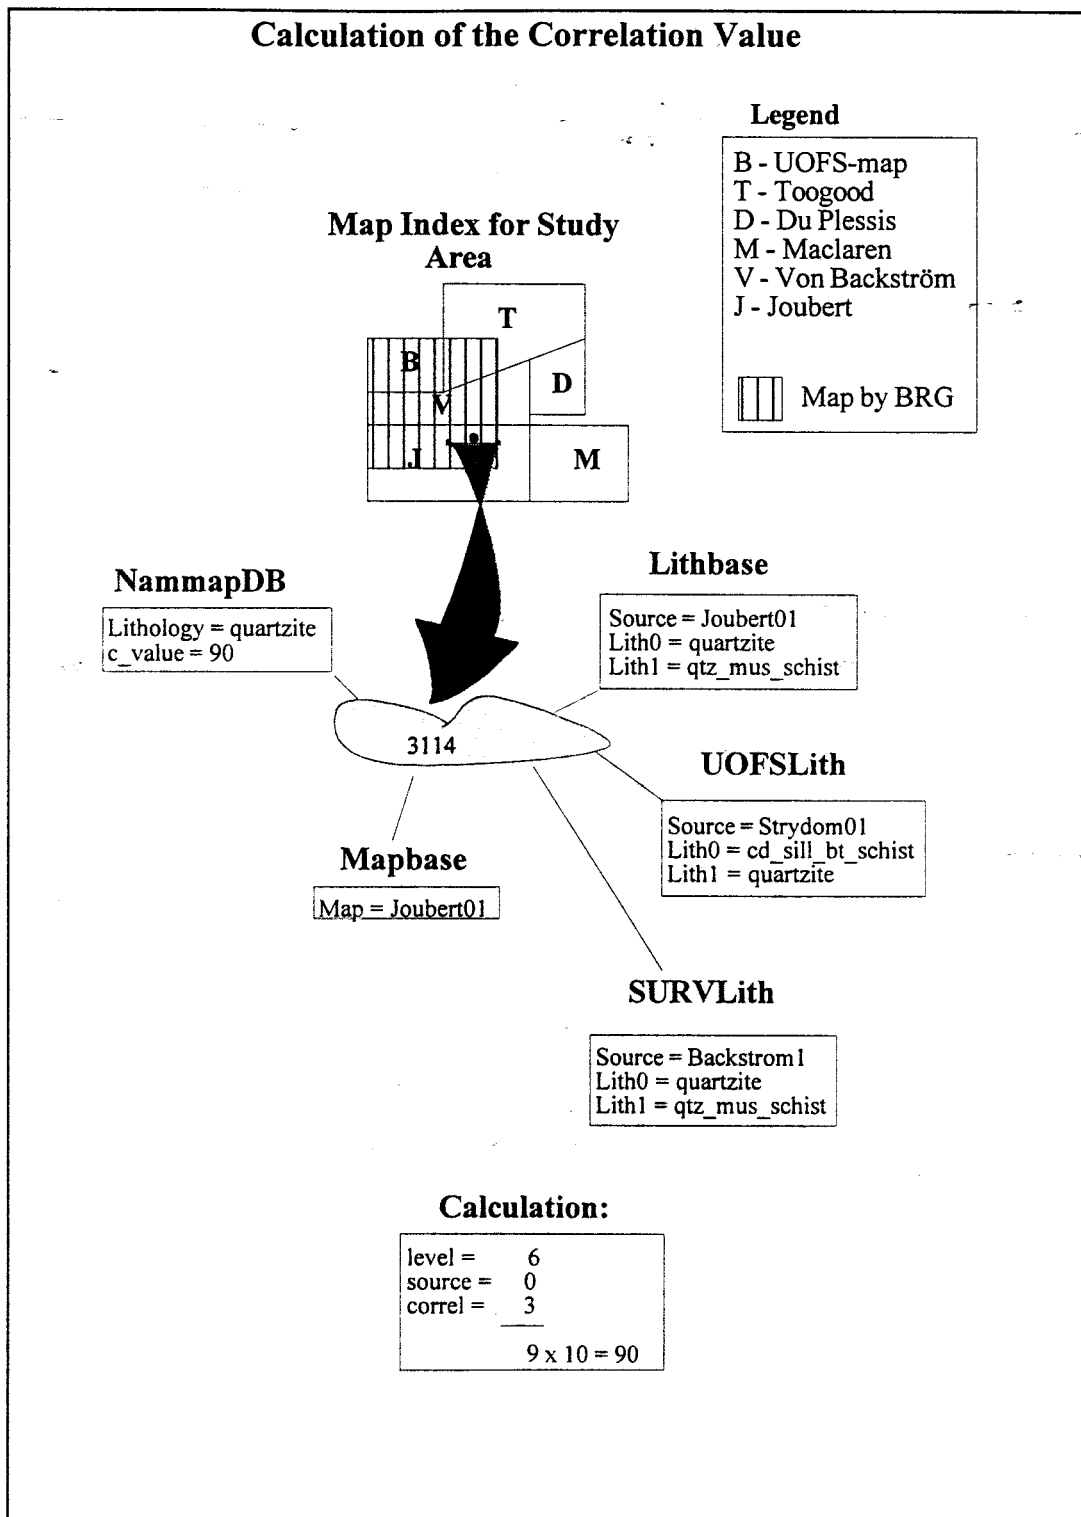 Calculation of the Correlation Value
Legend
B - UOFS-map
T - Toogood
D - Du Plessis
M - Maclaren
V - Von Backström
J - Joubert
Map by BRG
Map Index for Study
Area
T
B
D
V
J
M
NammapDB
Lithology = quartzite
c_value = 90
Lithbase
Source = Joubert01
Lith0 = quartzite
Lith1 = qtz_mus_schist
3114
UOFSLith
Source = Strydom01
Lith0 = cd_sill_bt_schist
Lith1 = quartzite
Mapbase
Map = Joubert01
SURVLith
Source = Backstrom1
Lith0 = quartzite
Lith1 = qtz_mus_schist
Calculation:
level = 6
source = 0
correl = 3
9 x 10 = 90